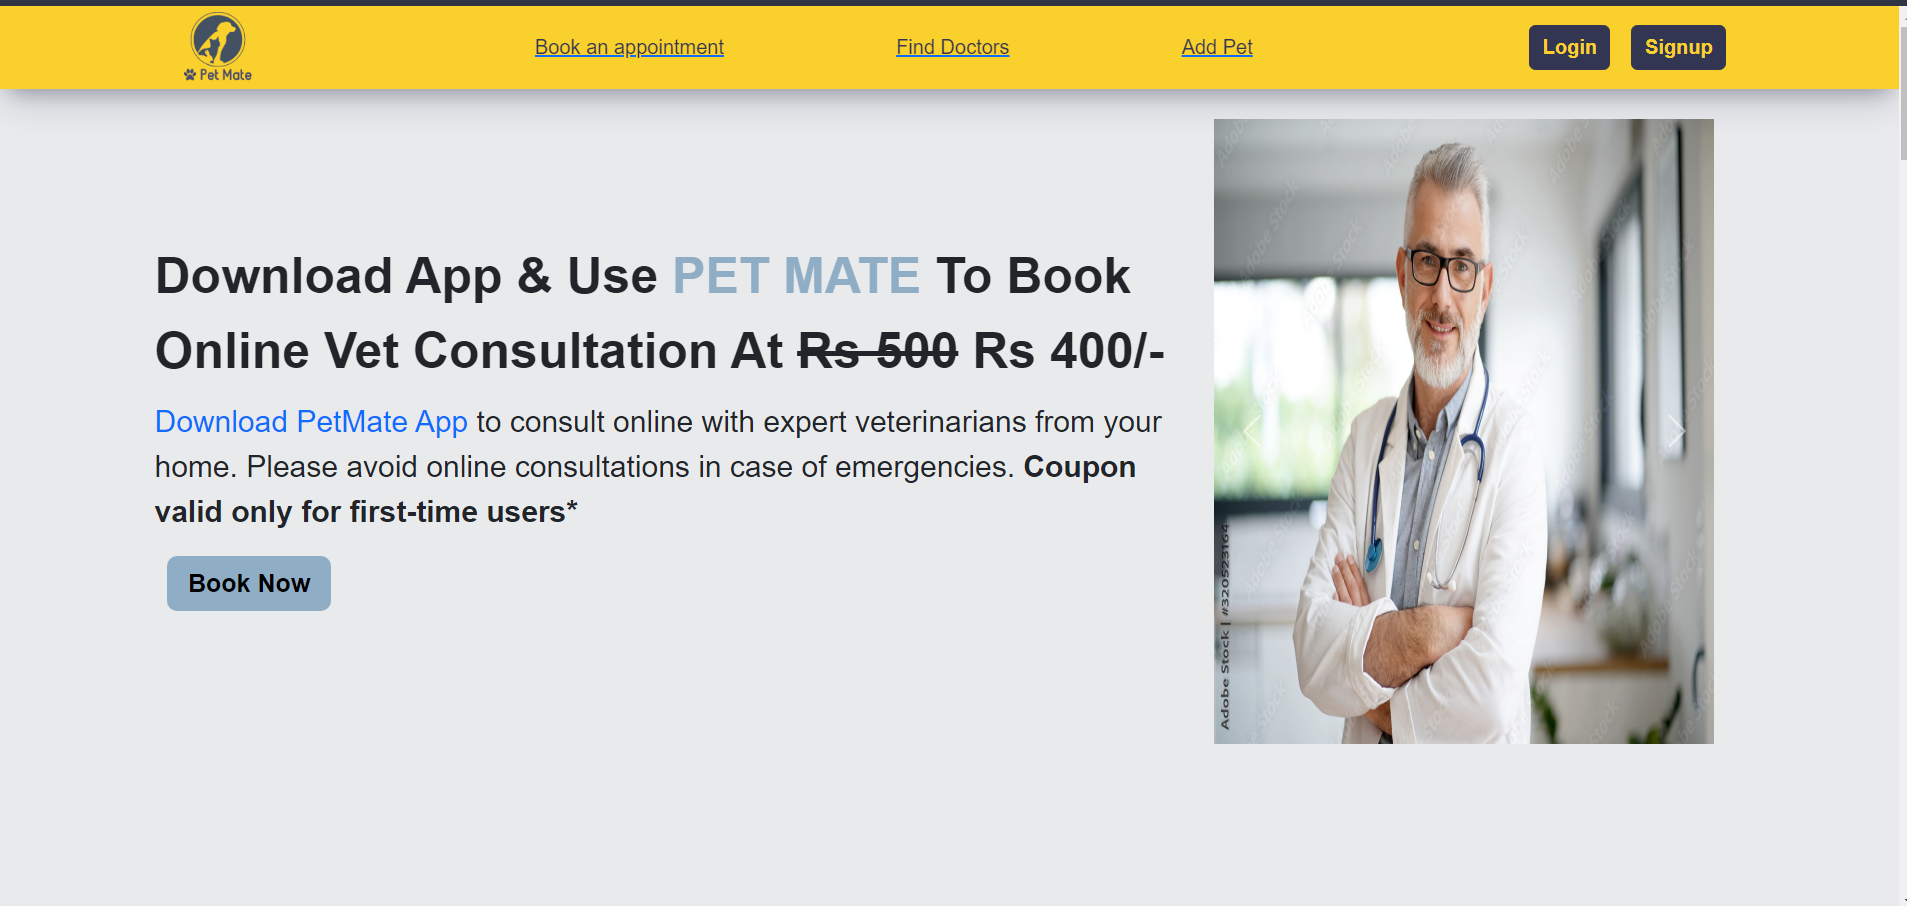 Pet Mate
Book an appointment
Find Doctors
Add Pet
Login
Signup
Download App & Use PET MATE To Book
Online Vet Consultation At Rs 500 Rs 400/-
Download PetMate App to consult online with expert veterinarians from your
home. Please avoid online consultations in case of emergencies. Coupon
valid only for first-time users*
Book Now
Adobe Stock | #320523164
Adobe Stock